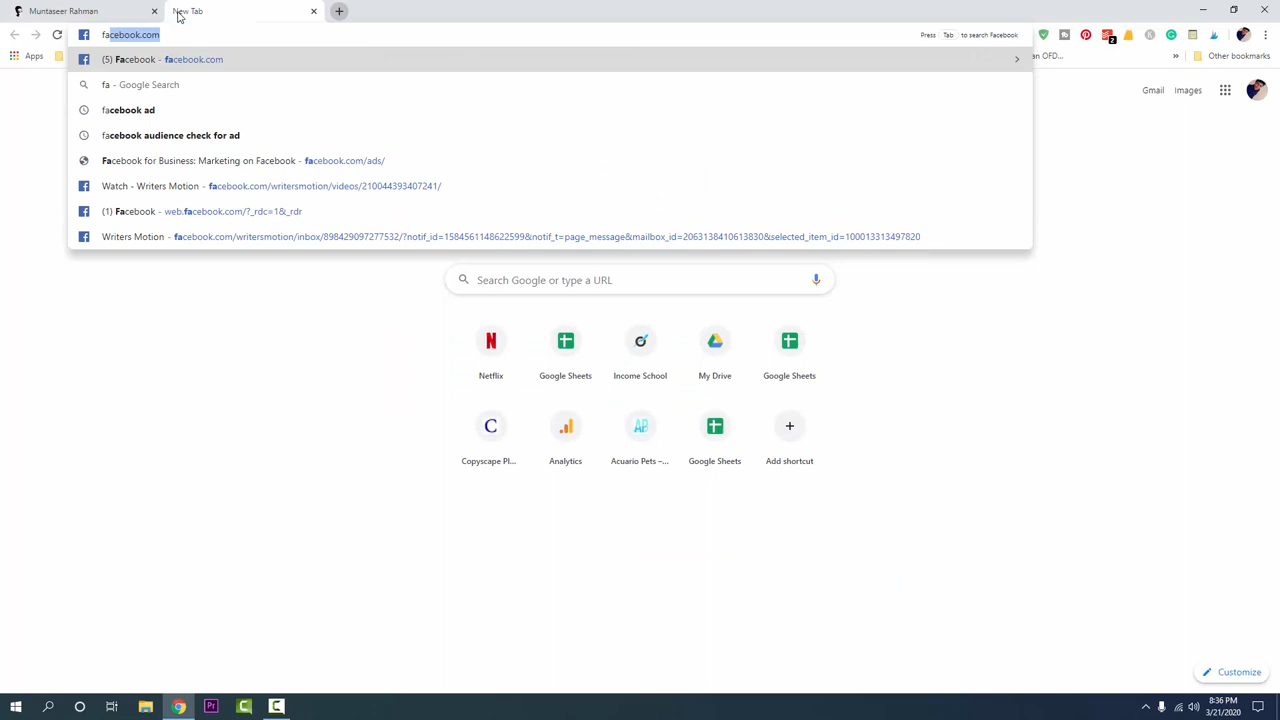 Muntaseer Rahman
New Tab
facebook.com
Press Tab to search Facebook
2
(5) Facebook - facebook.com
fa - Google Search
facebook ad
facebook audience check for ad
Facebook for Business: Marketing on Facebook - facebook.com/ads/
Watch - Writers Motion - facebook.com/writersmotion/videos/210044393407241/
(1) Facebook - web.facebook.com/?_rdc=1&_rdr
Writers Motion - facebook.com/writersmotion/inbox/898429097277532/?notif_id=1584561148622599&notif_t=page_message&mailbox_id=2063138410613830&selected_item_id=100013313497820
Apps
an OFD...
»
Other bookmarks
Gmail
Images
Search Google or type a URL
Netflix
Google Sheets
Income School
My Drive
Google Sheets
Copyscape Pl...
Analytics
Acuario Pets –...
Google Sheets
Add shortcut
Customize
8:36 PM
3/21/2020